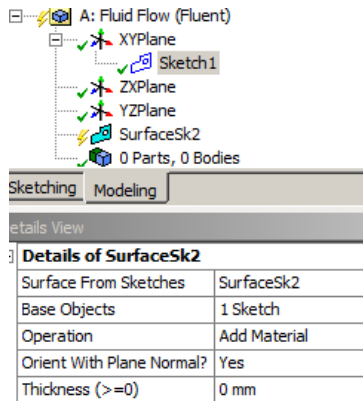 A: Fluid Flow (Fluent)
XYPlane
Sketch1
ZXPlane
YZPlane
SurfaceSk2
0 Parts, 0 Bodies
Sketching Modeling
etails View
Details of SurfaceSk2
Surface From Sketches SurfaceSk2
Base Objects 1 Sketch
Operation Add Material
Orient With Plane Normal? Yes
Thickness (>=0) 0 mm